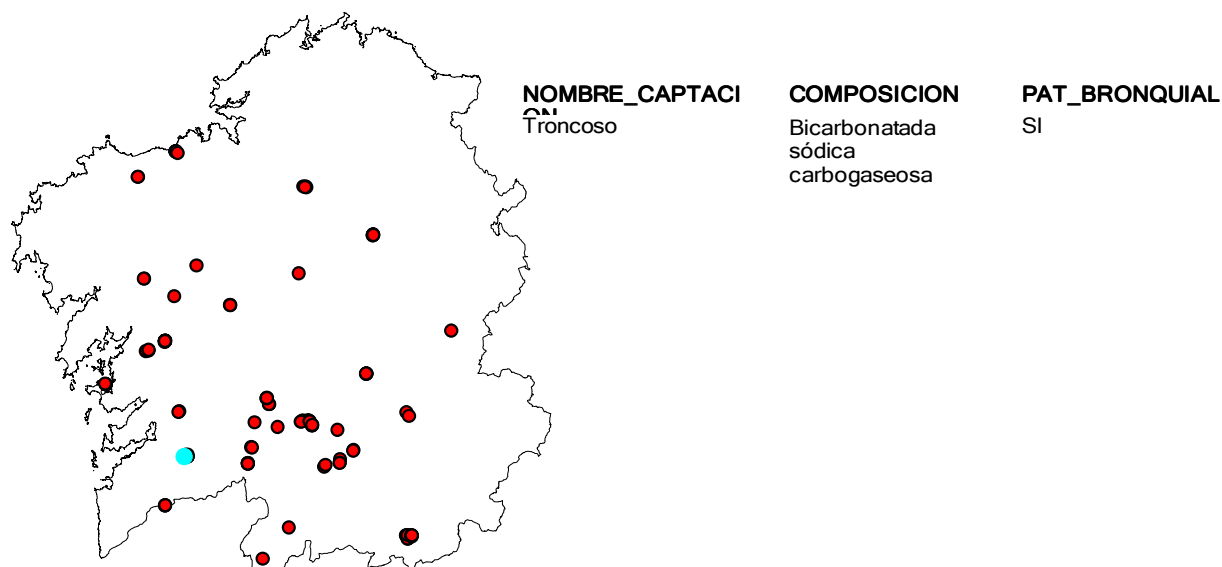 NOMBRE_CAPTACI COMPOSICION PAT_BRONQUIAL
ON
Troncoso Bicarbonatada SI
sódica
carbogaseosa